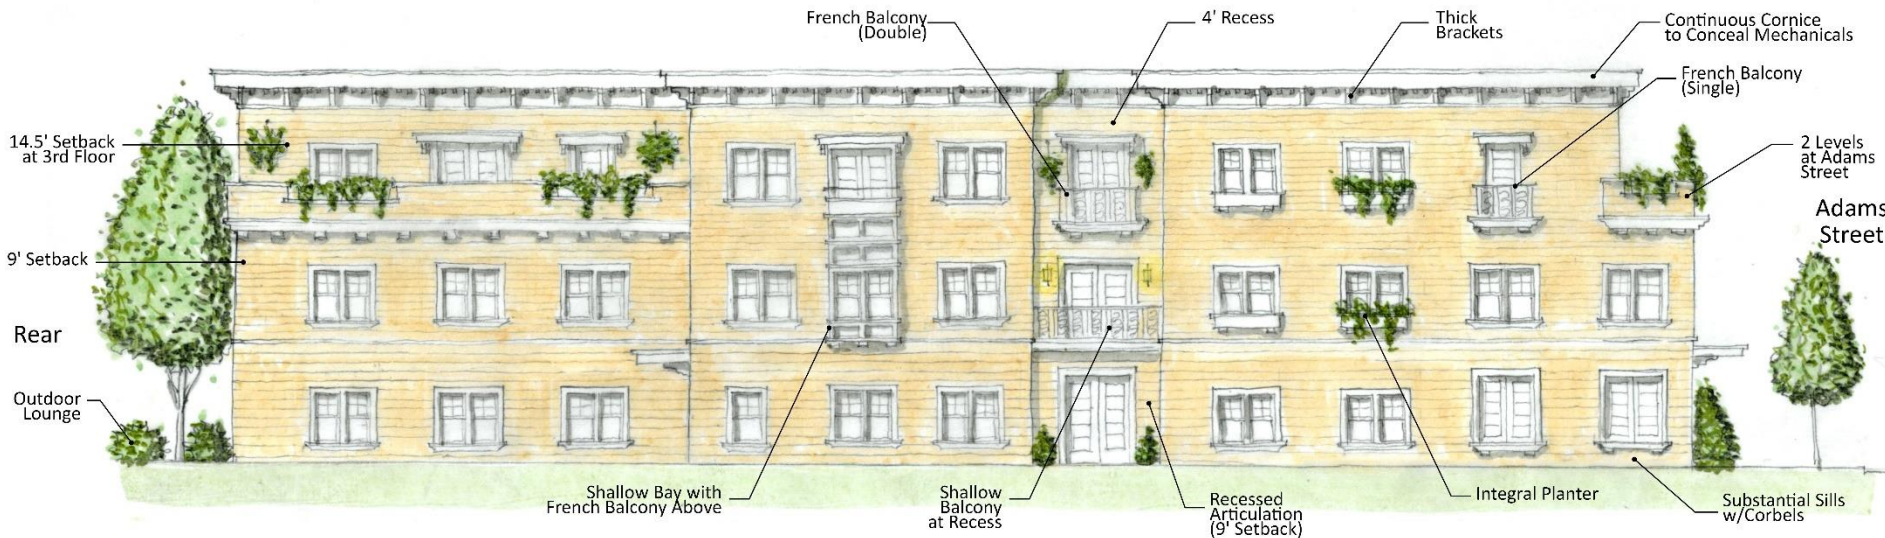 French Balcony
(Double)
4' Recess
Thick
Brackets
Continuous Cornice
to Conceal Mechanicals
French Balcony
(Single)
14.5' Setback
at 3rd Floor
2 Levels
at Adams
Street
Adams
Street
9' Setback
Rear
Outdoor
Lounge
Shallow Bay with
French Balcony Above
Shallow
Balcony
at Recess
Recessed
Articulation
(9' Setback)
Integral Planter
Substantial Sills
w/Corbels